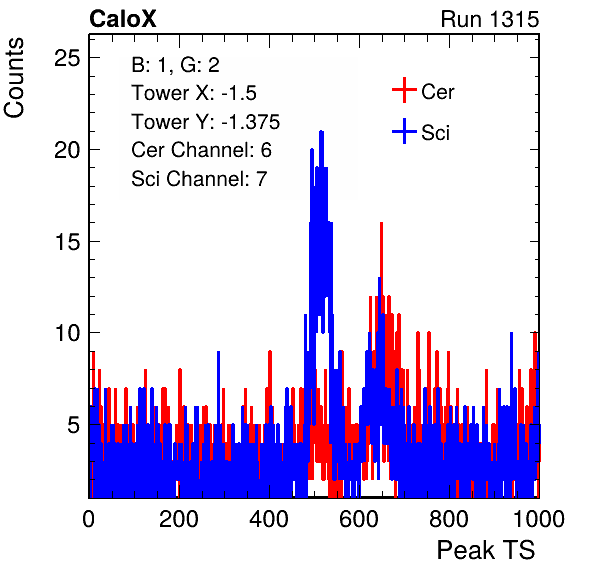 CaloX Run 1315
Counts
B: 1, G: 2
Tower X: -1.5
Tower Y: -1.375
Cer Channel: 6
Sci Channel: 7
Cer
Sci
25
20
15
10
5
0 200 400 600 800 1000
Peak TS